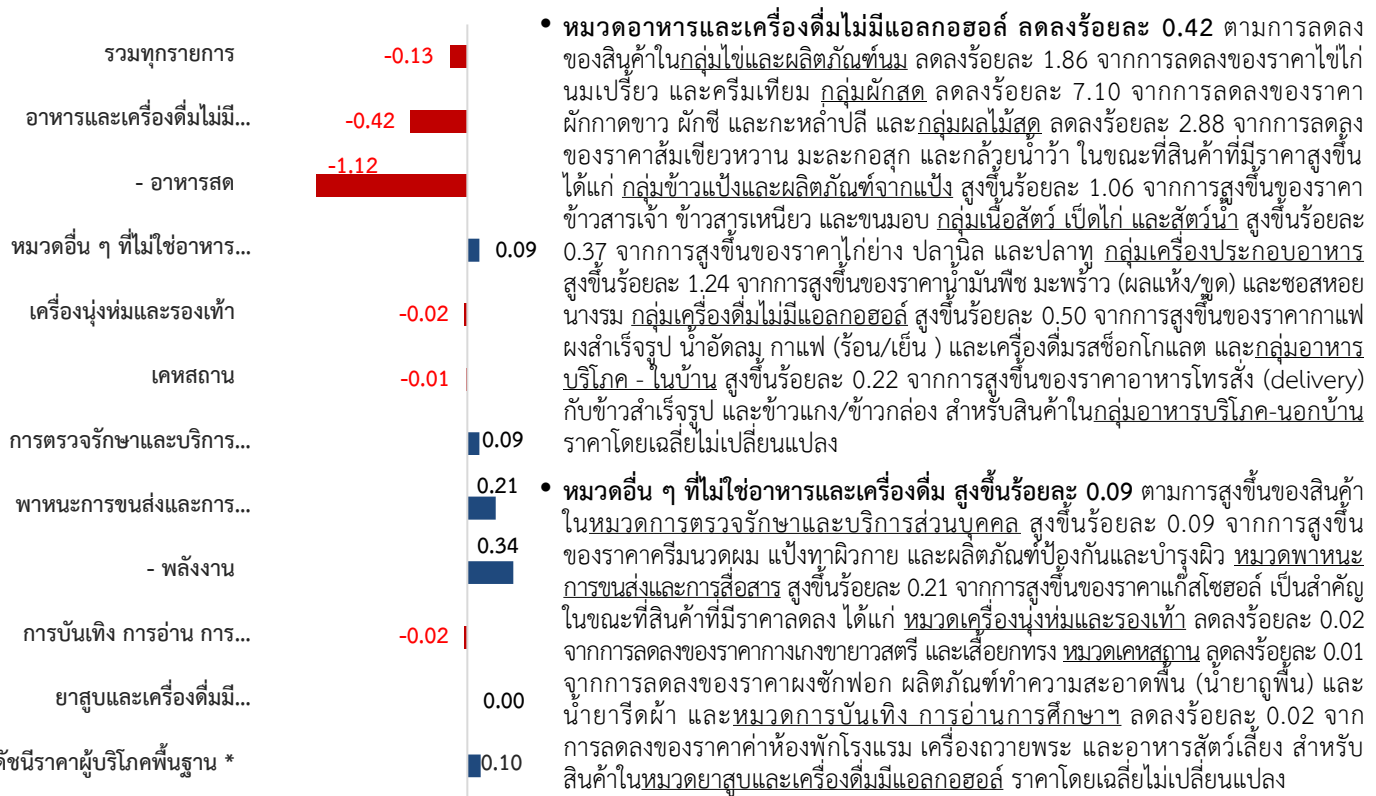 รวมทุกรายการ
-0.13
อาหารและเครื่องดื่มไม่มี...
-0.42
- อาหารสด
-1.12
หมวดอื่น ๆ ที่ไม่ใช่อาหาร...
0.09
เครื่องนุ่งห่มและรองเท้า
-0.02
เคหสถาน
-0.01
การตรวจรักษาและบริการ...
0.09
พาหนะการขนส่งและการ...
0.21
- พลังงาน
0.34
การบันเทิง การอ่าน การ...
-0.02
ยาสูบและเครื่องดื่มมี...
0.00
ดัชนีราคาผู้บริโภคพื้นฐาน *
0.10
• หมวดอาหารและเครื่องดื่มไม่มีแอลกอฮอล์ ลดลงร้อยละ 0.42 ตามการลดลง
ของสินค้าในกลุ่มไข่และผลิตภัณฑ์นม ลดลงร้อยละ 1.86 จากการลดลงของราคาไข่ไก่
นมเปรี้ยว และครีมเทียม กลุ่มผักสด ลดลงร้อยละ 7.10 จากการลดลงของราคา
ผักกาดขาว ผักชี และกะหล่ำปลี และกลุ่มผลไม้สด ลดลงร้อยละ 2.88 จากการลดลง
ของราคาส้มเขียวหวาน มะละกอสุก และกล้วยน้ำว้า ในขณะที่สินค้าที่มีราคาสูงขึ้น
ได้แก่ กลุ่มข้าวแป้งและผลิตภัณฑ์จากแป้ง สูงขึ้นร้อยละ 1.06 จากการสูงขึ้นของราคา
ข้าวสารเจ้า ข้าวสารเหนียว และขนมอบ กลุ่มเนื้อสัตว์ เป็ดไก่ และสัตว์น้ำ สูงขึ้นร้อยละ
0.37 จากการสูงขึ้นของราคาไก่ย่าง ปลานิล และปลาทู กลุ่มเครื่องประกอบอาหาร
สูงขึ้นร้อยละ 1.24 จากการสูงขึ้นของราคาน้ำมันพืช มะพร้าว (ผลแห้ง/ขูด) และซอสหอย
นางรม กลุ่มเครื่องดื่มไม่มีแอลกอฮอล์ สูงขึ้นร้อยละ 0.50 จากการสูงขึ้นของราคากาแฟ
ผงสำเร็จรูป น้ำอัดลม กาแฟ (ร้อน/เย็น ) และเครื่องดื่มรสช็อกโกแลต และกลุ่มอาหาร
บริโภค - ในบ้าน สูงขึ้นร้อยละ 0.22 จากการสูงขึ้นของราคาอาหารโทรสั่ง (delivery)
กับข้าวสำเร็จรูป และข้าวแกง/ข้าวกล่อง สำหรับสินค้าในกลุ่มอาหารบริโภค-นอกบ้าน
ราคาโดยเฉลี่ยไม่เปลี่ยนแปลง
• หมวดอื่น ๆ ที่ไม่ใช่อาหารและเครื่องดื่ม สูงขึ้นร้อยละ 0.09 ตามการสูงขึ้นของสินค้า
ในหมวดการตรวจรักษาและบริการส่วนบุคคล สูงขึ้นร้อยละ 0.09 จากการสูงขึ้น
ของราคาครีมนวดผม แป้งทาผิวกาย และผลิตภัณฑ์ป้องกันและบำรุงผิว หมวดพาหนะ
การขนส่งและการสื่อสาร สูงขึ้นร้อยละ 0.21 จากการสูงขึ้นของราคาแก๊สโซฮอล์ เป็นสำคัญ
ในขณะที่สินค้าที่มีราคาลดลง ได้แก่ หมวดเครื่องนุ่งห่มและรองเท้า ลดลงร้อยละ 0.02
จากการลดลงของราคากางเกงขายาวสตรี และเสื้อยกทรง หมวดเคหสถาน ลดลงร้อยละ 0.01
จากการลดลงของราคาผงซักฟอก ผลิตภัณฑ์ทำความสะอาดพื้น (น้ำยาถูพื้น) และ
น้ำยารีดผ้า และหมวดการบันเทิง การอ่านการศึกษาฯ ลดลงร้อยละ 0.02 จาก
การลดลงของราคาค่าห้องพักโรงแรม เครื่องถวายพระ และอาหารสัตว์เลี้ยง สำหรับ
สินค้าในหมวดยาสูบและเครื่องดื่มมีแอลกอฮอล์ ราคาโดยเฉลี่ยไม่เปลี่ยนแปลง